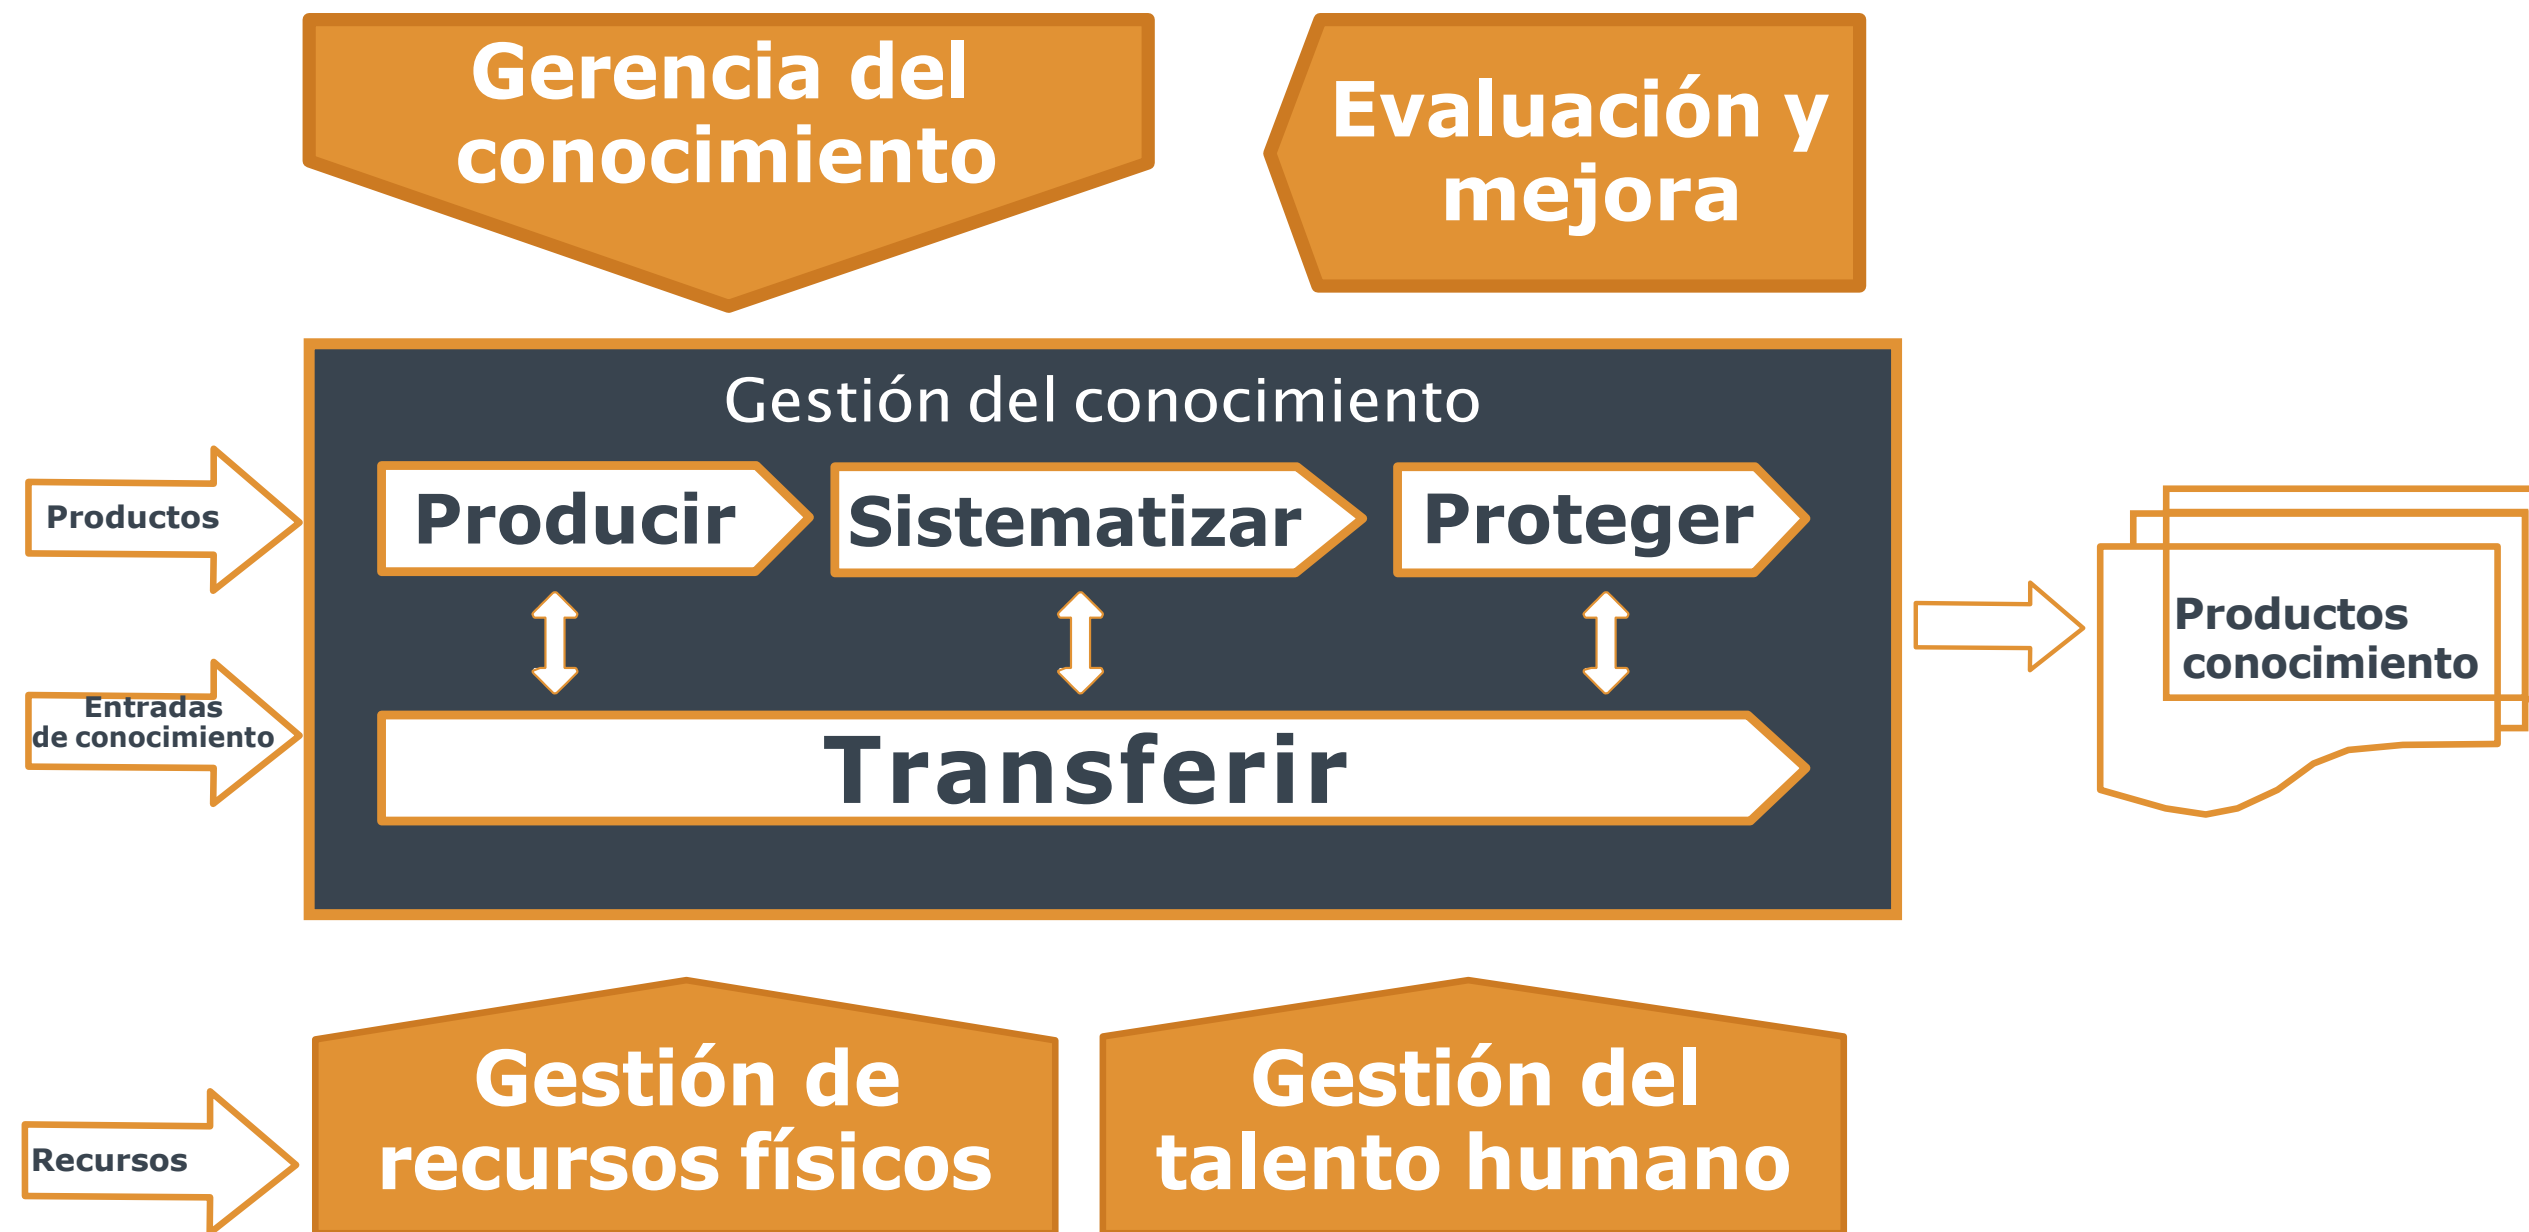 Gerencia del
conocimiento
Evaluación y
mejora
Gestión del conocimiento
Productos
Producir
Sistematizar
Proteger
Entradas
de conocimiento
Transferir
Productos
conocimiento
Recursos
Gestión de
recursos físicos
Gestión del
talento humano